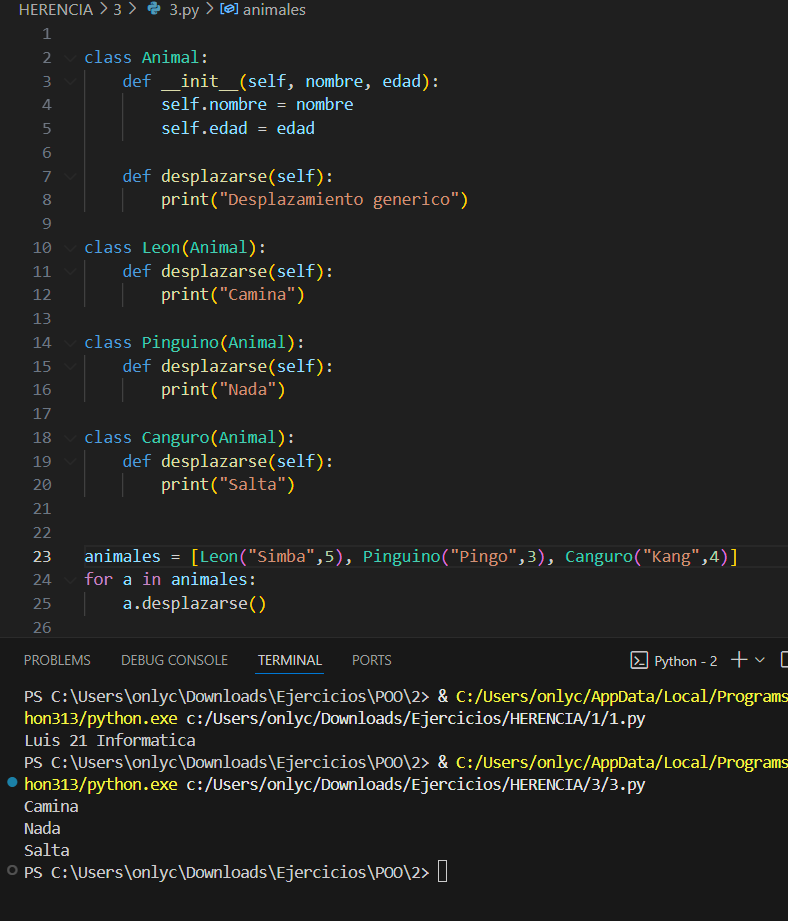 HERENCIA > 3 > 3.py > animales
1
2 class Animal:
3 def __init__(self, nombre, edad):
4 self.nombre = nombre
5 self.edad = edad
6
7 def desplazarse(self):
8 print("Desplazamiento generico")
9
10 class Leon(Animal):
11 def desplazarse(self):
12 print("Camina")
13
14 class Pinguino(Animal):
15 def desplazarse(self):
16 print("Nada")
17
18 class Canguro(Animal):
19 def desplazarse(self):
20 print("Salta")
21
22
23 animales = [Leon("Simba",5), Pinguino("Pingo",3), Canguro("Kang",4)]
24 for a in animales:
25 a.desplazarse()
26
PROBLEMS DEBUG CONSOLE TERMINAL PORTS Python - 2
PS C:\Users\onlyc\Downloads\Ejercicios\POO\2> & C:/Users/onlyc/AppData/Local/Programs
hon313/python.exe c:/Users/onlyc/Downloads/Ejercicios/HERENCIA/1/1.py
Luis 21 Informatica
PS C:\Users\onlyc\Downloads\Ejercicios\POO\2> & C:/Users/onlyc/AppData/Local/Programs
hon313/python.exe c:/Users/onlyc/Downloads/Ejercicios/HERENCIA/3/3.py
Camina
Nada
Salta
PS C:\Users\onlyc\Downloads\Ejercicios\POO\2>